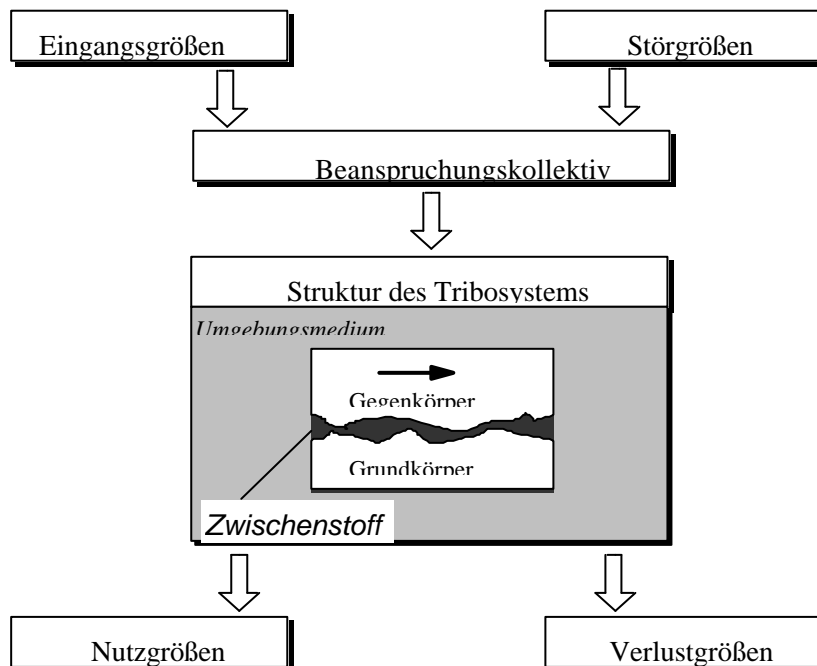 Eingangsgrößen
Störgrößen
Beanspruchungskollektiv
Struktur des Tribosystems
Umgebungsmedium
Gegenkörper
Grundkörper
Zwischenstoff
Nutzgrößen
Verlustgrößen